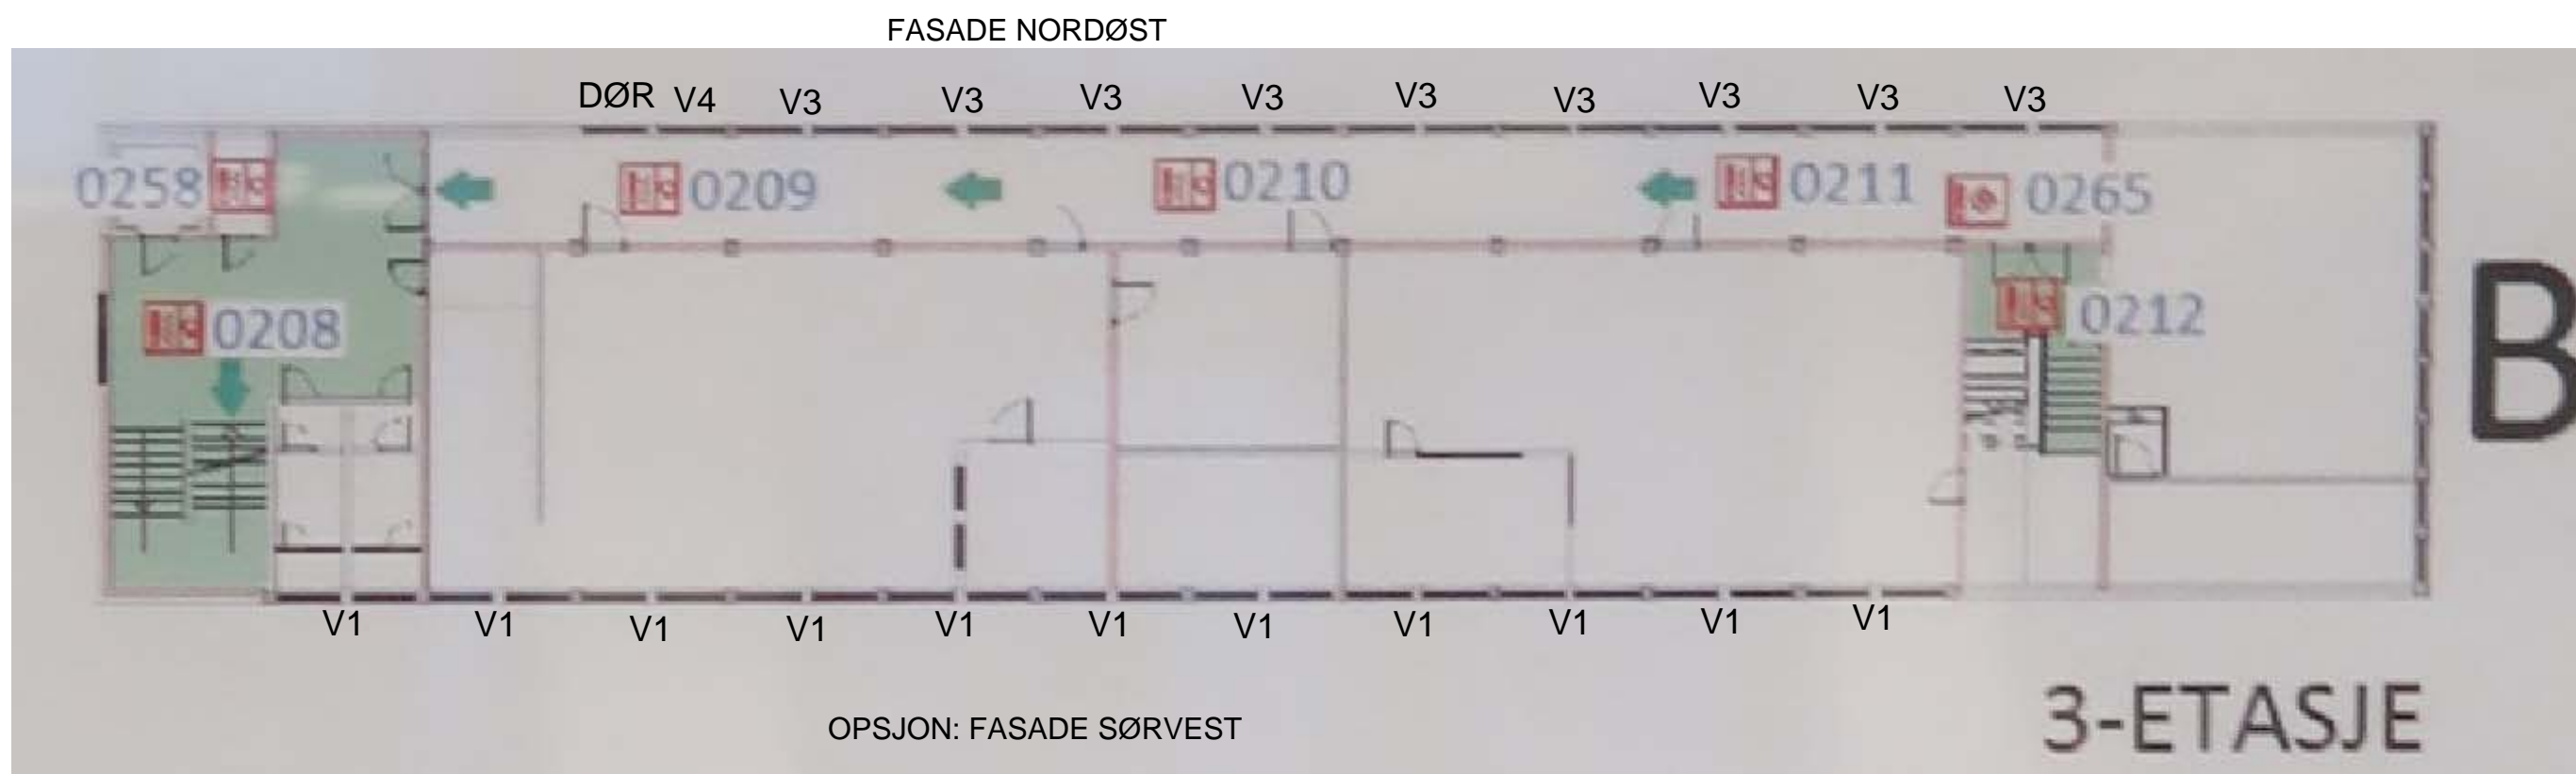 FASADE NORDØST
DØR V4 V3 V3 V3 V3 V3 V3 V3 V3 V3
0258 0209 0210 0211 0265
0208 0212
B
V1 V1 V1 V1 V1 V1 V1 V1 V1 V1 V1
3-ETASJE
OPSJON: FASADE SØRVEST